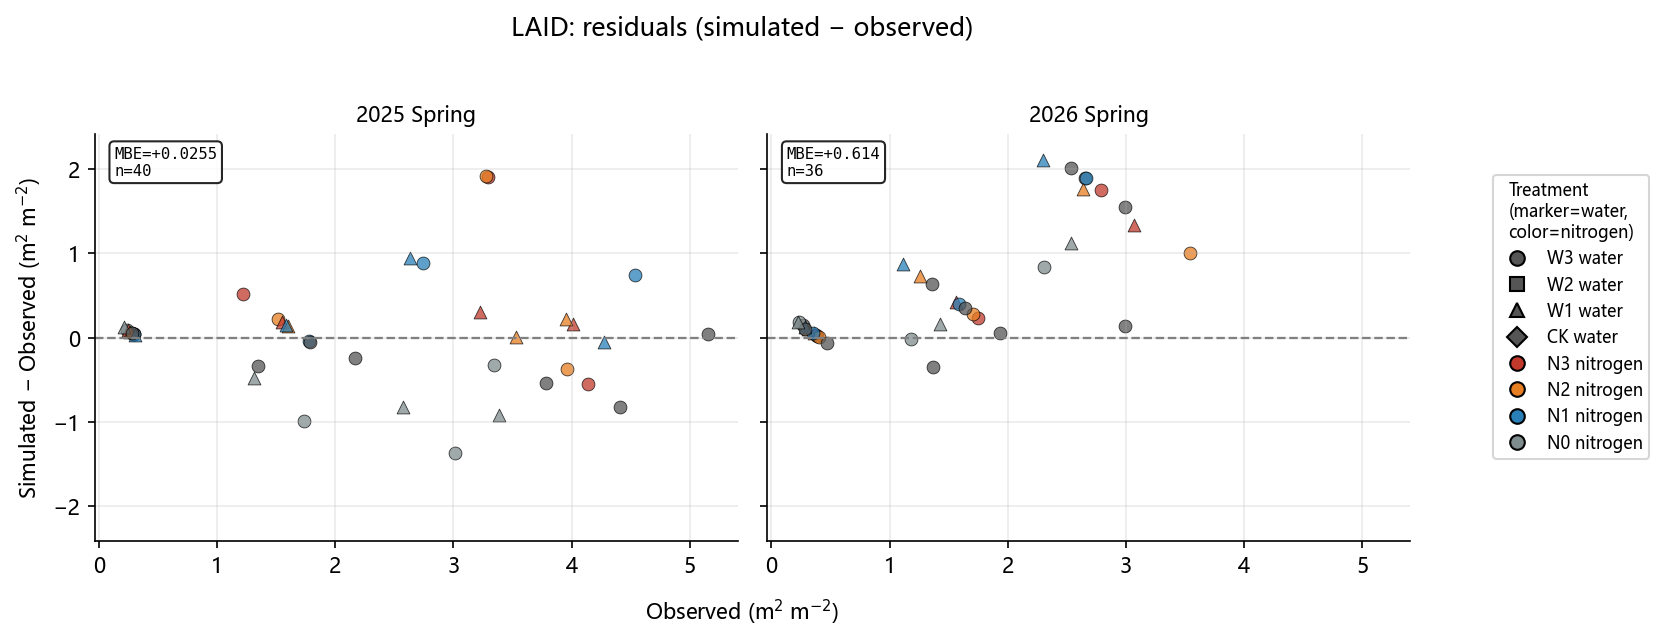 LAID: residuals (simulated − observed)
2025 Spring
2026 Spring
MBE=+0.0255
n=40
MBE=+0.614
n=36
Simulated − Observed (m² m⁻²)
2
1
0
−1
−2
0 1 2 3 4 5
0 1 2 3 4 5
Observed (m² m⁻²)
Treatment
(marker=water,
color=nitrogen)
W3 water
W2 water
W1 water
CK water
N3 nitrogen
N2 nitrogen
N1 nitrogen
N0 nitrogen